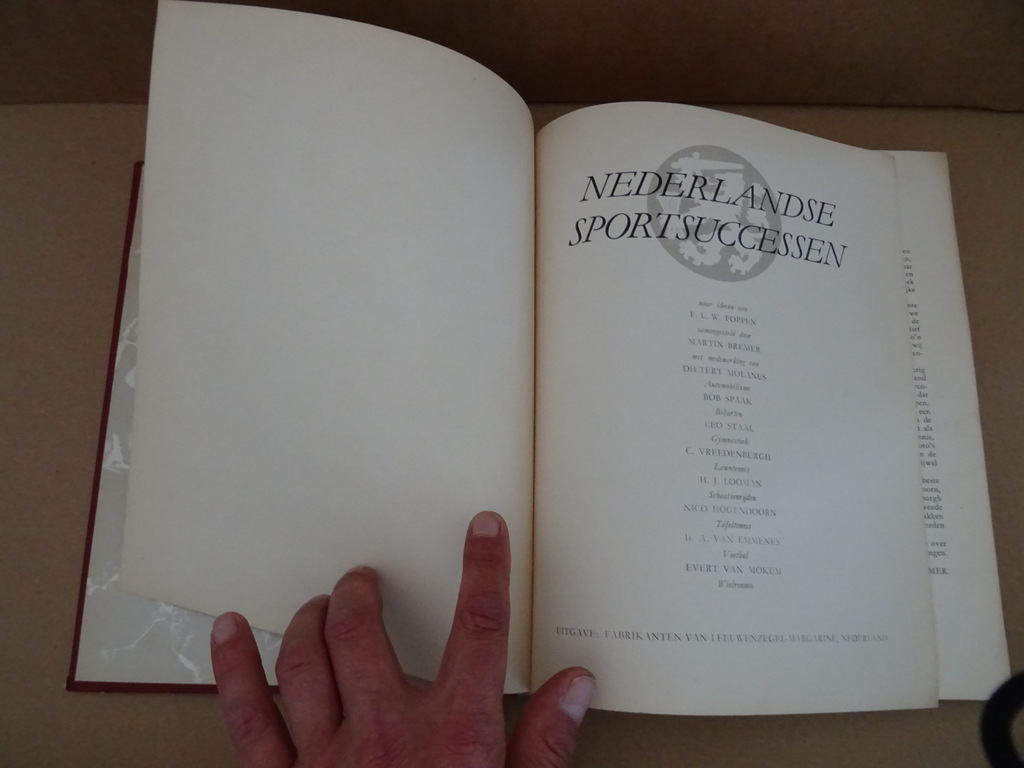 NEDERLANDSE
SPORTSUCCESSEN
naar ideeën van
F. L. W. FOPPEN
samengesteld door
MARTIN BREMER
met medewerking van
DIETERT MOLANUS
Automobilisme
BOB SPAAK
Biljarten
LEO STAAL
Gymnastiek
C. VREEDENBURGH
Lawntennis
H. J. LOOMAN
Schaatsenrijden
NICO HOGENDOORN
Tafeltennis
Ir. A. VAN EMMENES
Voetbal
EVERT VAN MOKUM
Wielrennen
UITGAVE: FABRIKANTEN VAN LEEUWENZEGEL-MARGARINE, NEDERLAND